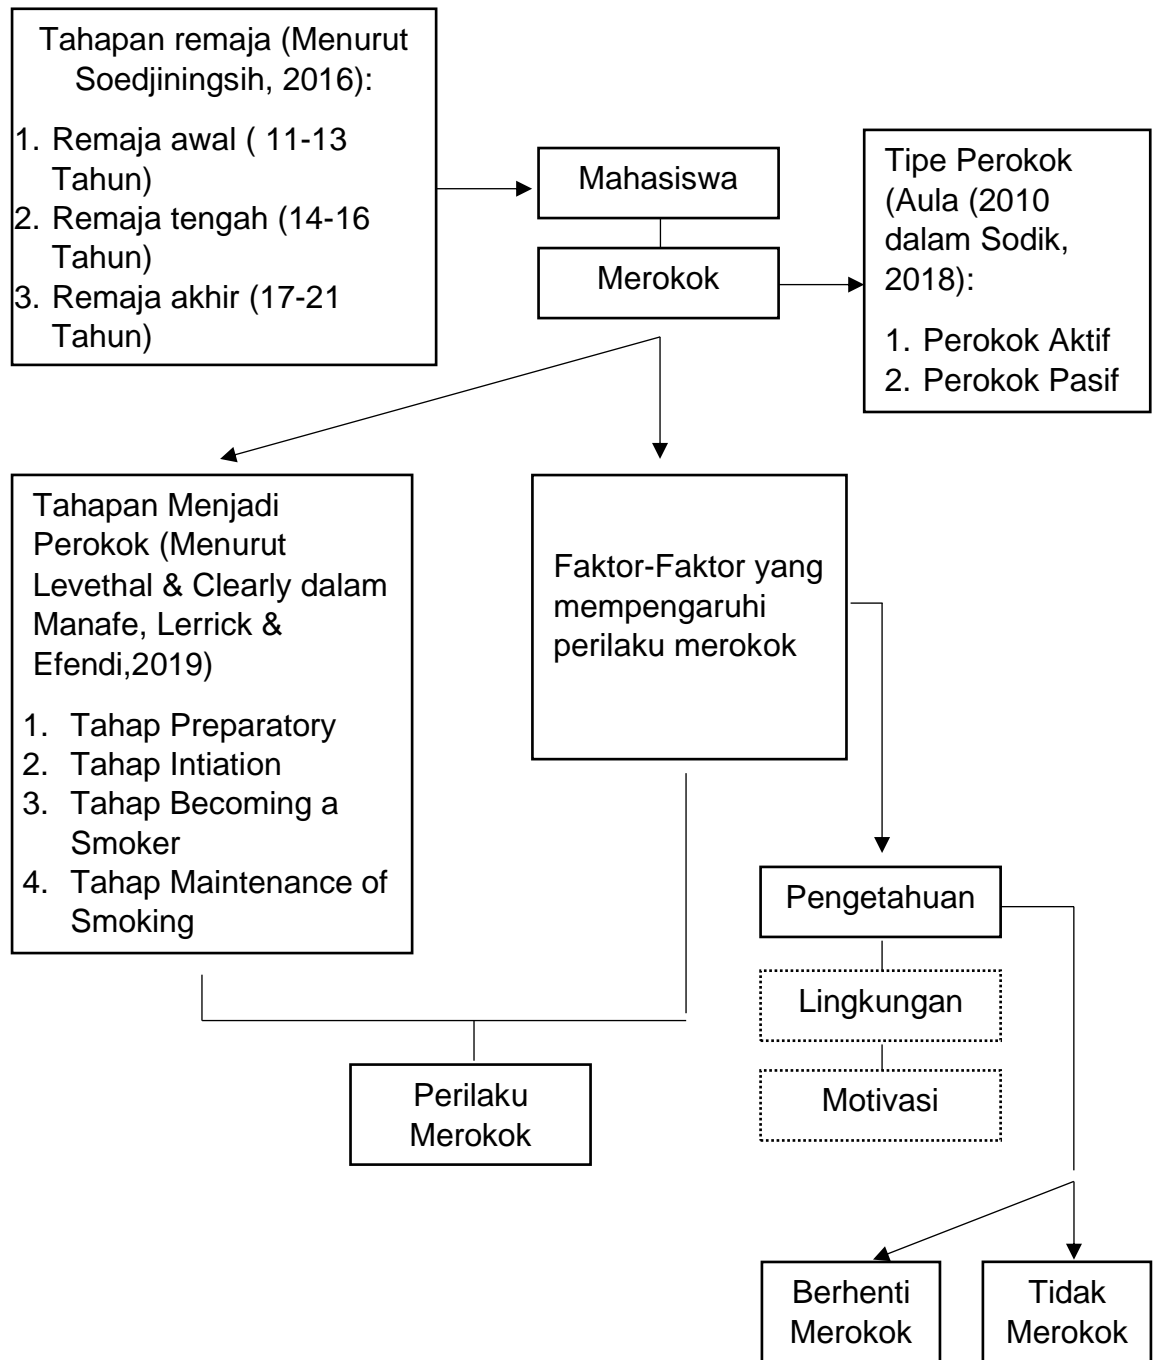 Tahapan remaja (Menurut
Soedjiningsih, 2016):
1. Remaja awal ( 11-13
Tahun)
2. Remaja tengah (14-16
Tahun)
3. Remaja akhir (17-21
Tahun)
Mahasiswa
Merokok
Tipe Perokok
(Aula (2010
dalam Sodik,
2018):
1. Perokok Aktif
2. Perokok Pasif
Tahapan Menjadi
Perokok (Menurut
Levethal & Clearly dalam
Manafe, Lerrick &
Efendi,2019)
1. Tahap Preparatory
2. Tahap Intiation
3. Tahap Becoming a
Smoker
4. Tahap Maintenance of
Smoking
Faktor-Faktor yang
mempengaruhi
perilaku merokok
Pengetahuan
Lingkungan
Motivasi
Perilaku
Merokok
Berhenti
Merokok
Tidak
Merokok